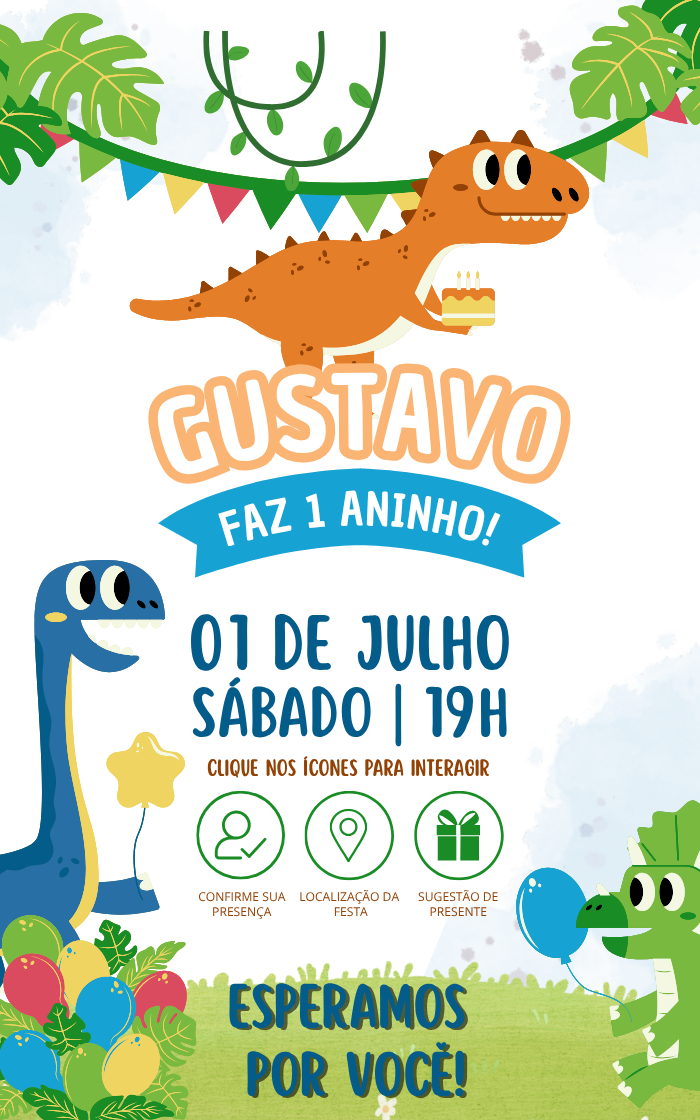 GUSTAVO
FAZ 1 ANINHO!
01 DE JULHO
SÁBADO | 19H
CLIQUE NOS ÍCONES PARA INTERAGIR
CONFIRME SUA PRESENÇA
LOCALIZAÇÃO DA FESTA
SUGESTÃO DE PRESENTE
ESPERAMOS
POR VOCÊ!